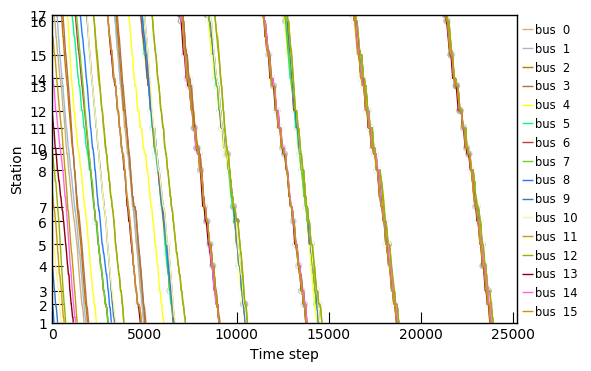 17
16
15
14
13
12
11
10
9
8
7
6
5
4
3
2
1
Station
0 5000 10000 15000 20000 25000
Time step
bus 0
bus 1
bus 2
bus 3
bus 4
bus 5
bus 6
bus 7
bus 8
bus 9
bus 10
bus 11
bus 12
bus 13
bus 14
bus 15